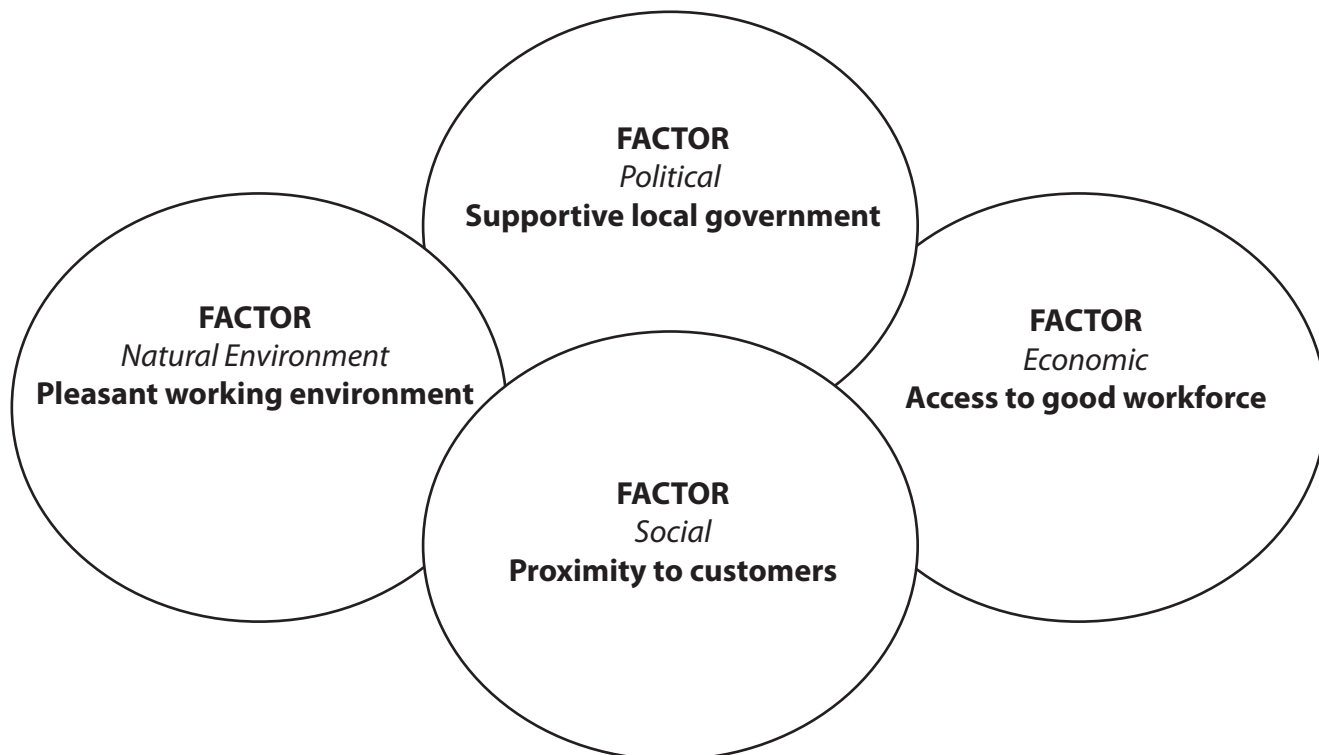 FACTOR
Political
Supportive local government
FACTOR
Natural Environment
Pleasant working environment
FACTOR
Economic
Access to good workforce
FACTOR
Social
Proximity to customers